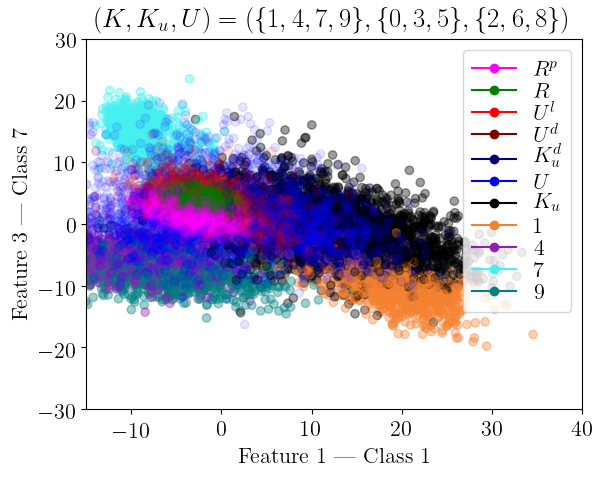 (K, K_u, U) = ({1, 4, 7, 9}, {0, 3, 5}, {2, 6, 8})
30
20
10
0
−10
−20
−30
Feature 3 — Class 7
R^p
R
U^l
U^d
K_u^d
U
K_u
1
4
7
9
−10 0 10 20 30 40
Feature 1 — Class 1